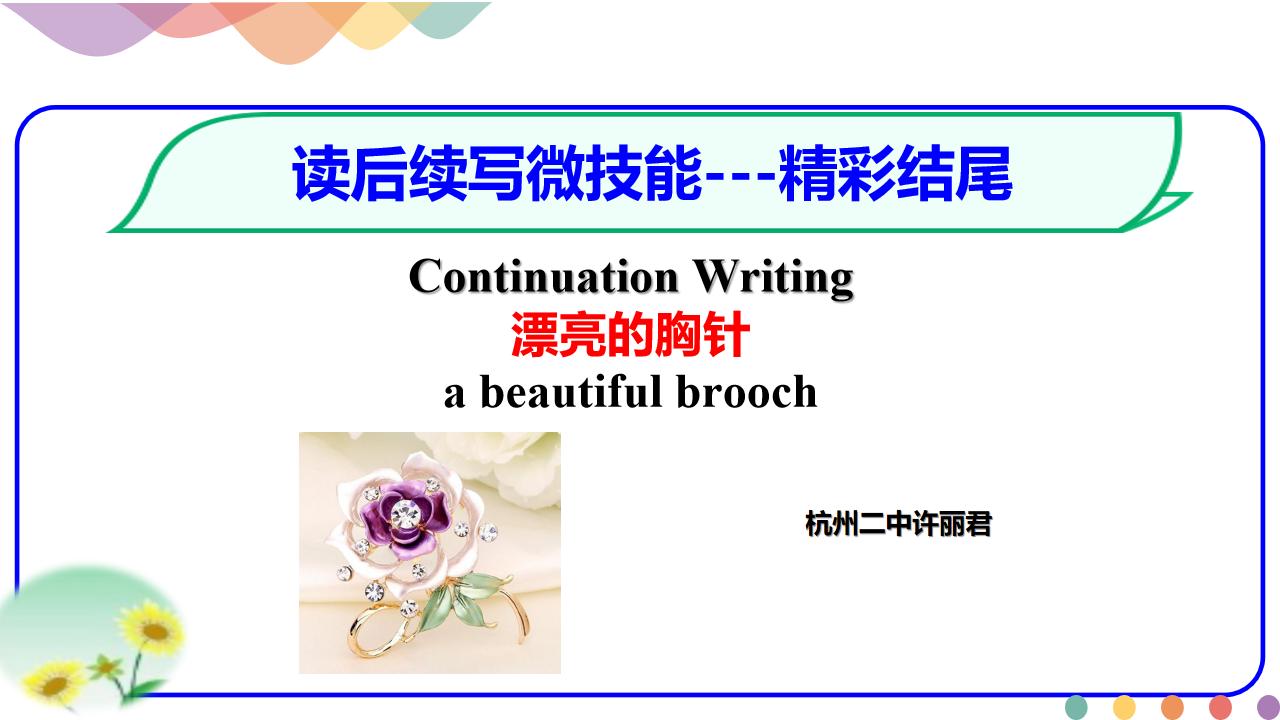 读后续写微技能---精彩结尾
Continuation Writing
漂亮的胸针
a beautiful brooch
杭州二中许丽君